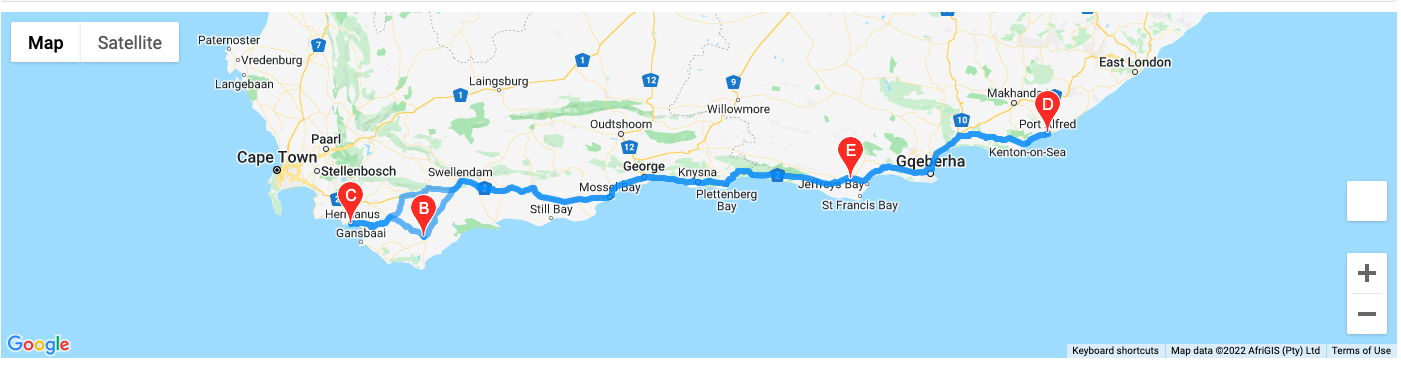 Map
Satellite
Paternoster
Vredenburg
Langebaan
7
1
Laingsburg
1
12
9
Willowmore
East London
Makhanda
D
Port Alfred
10
Kenton-on-Sea
Oudtshoorn
12
Paarl
Cape Town
Stellenbosch
Swellendam
George
Knysna
E
Gqeberha
2
Mossel Bay
2
Jeffreys Bay
Plettenberg
Bay
St Francis Bay
C
2
B
Hermanus
Gansbaai
Still Bay
Google
Keyboard shortcuts
Map data ©2022 AfriGIS (Pty) Ltd
Terms of Use